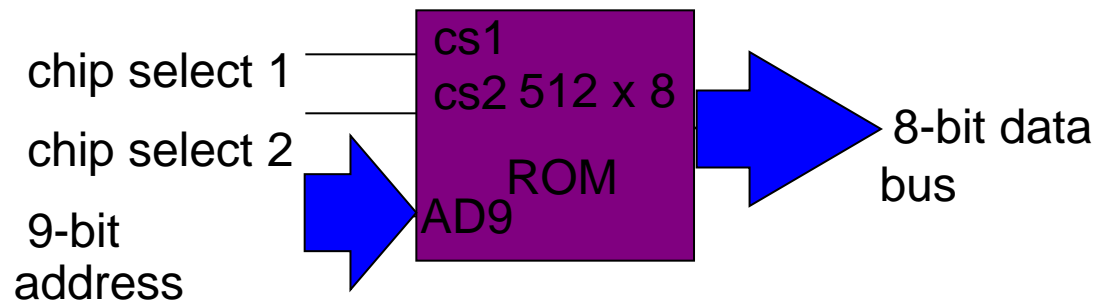 chip select 1
chip select 2
9-bit
address
cs1
cs2 512 x 8
ROM
AD9
8-bit data
bus